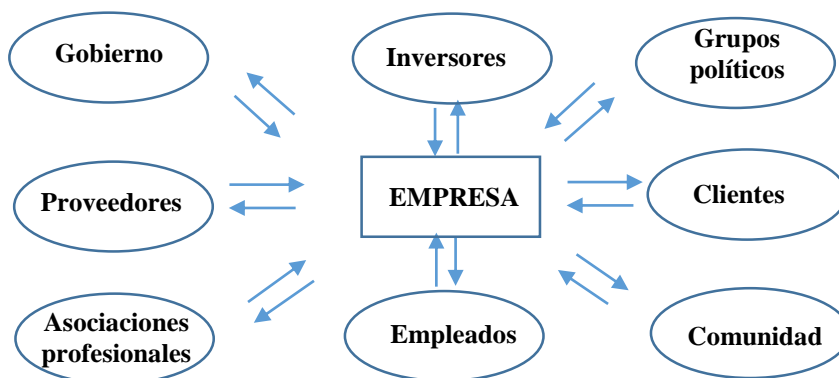 Gobierno
Inversores
Grupos
políticos
Proveedores
EMPRESA
Clientes
Asociaciones
profesionales
Empleados
Comunidad